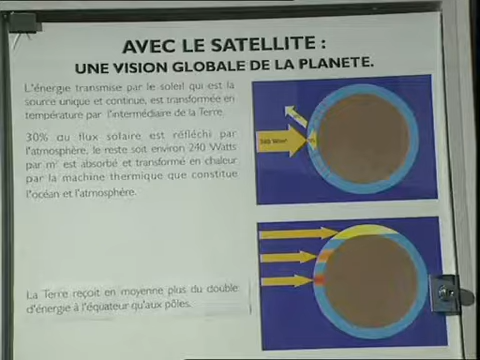 AVEC LE SATELLITE :
UNE VISION GLOBALE DE LA PLANETE.
L'énergie transmise par le soleil qui est la
source unique et continue, est transformée en
température par l'intermédiaire de la Terre.
30% du flux solaire est réfléchi par
l'atmosphère, le reste soit environ 240 Watts
par m² est absorbé et transformé en chaleur
par la machine thermique que constitue
l'océan et l'atmosphère.
La Terre reçoit en moyenne plus du double
d'énergie à l'équateur qu'aux pôles.